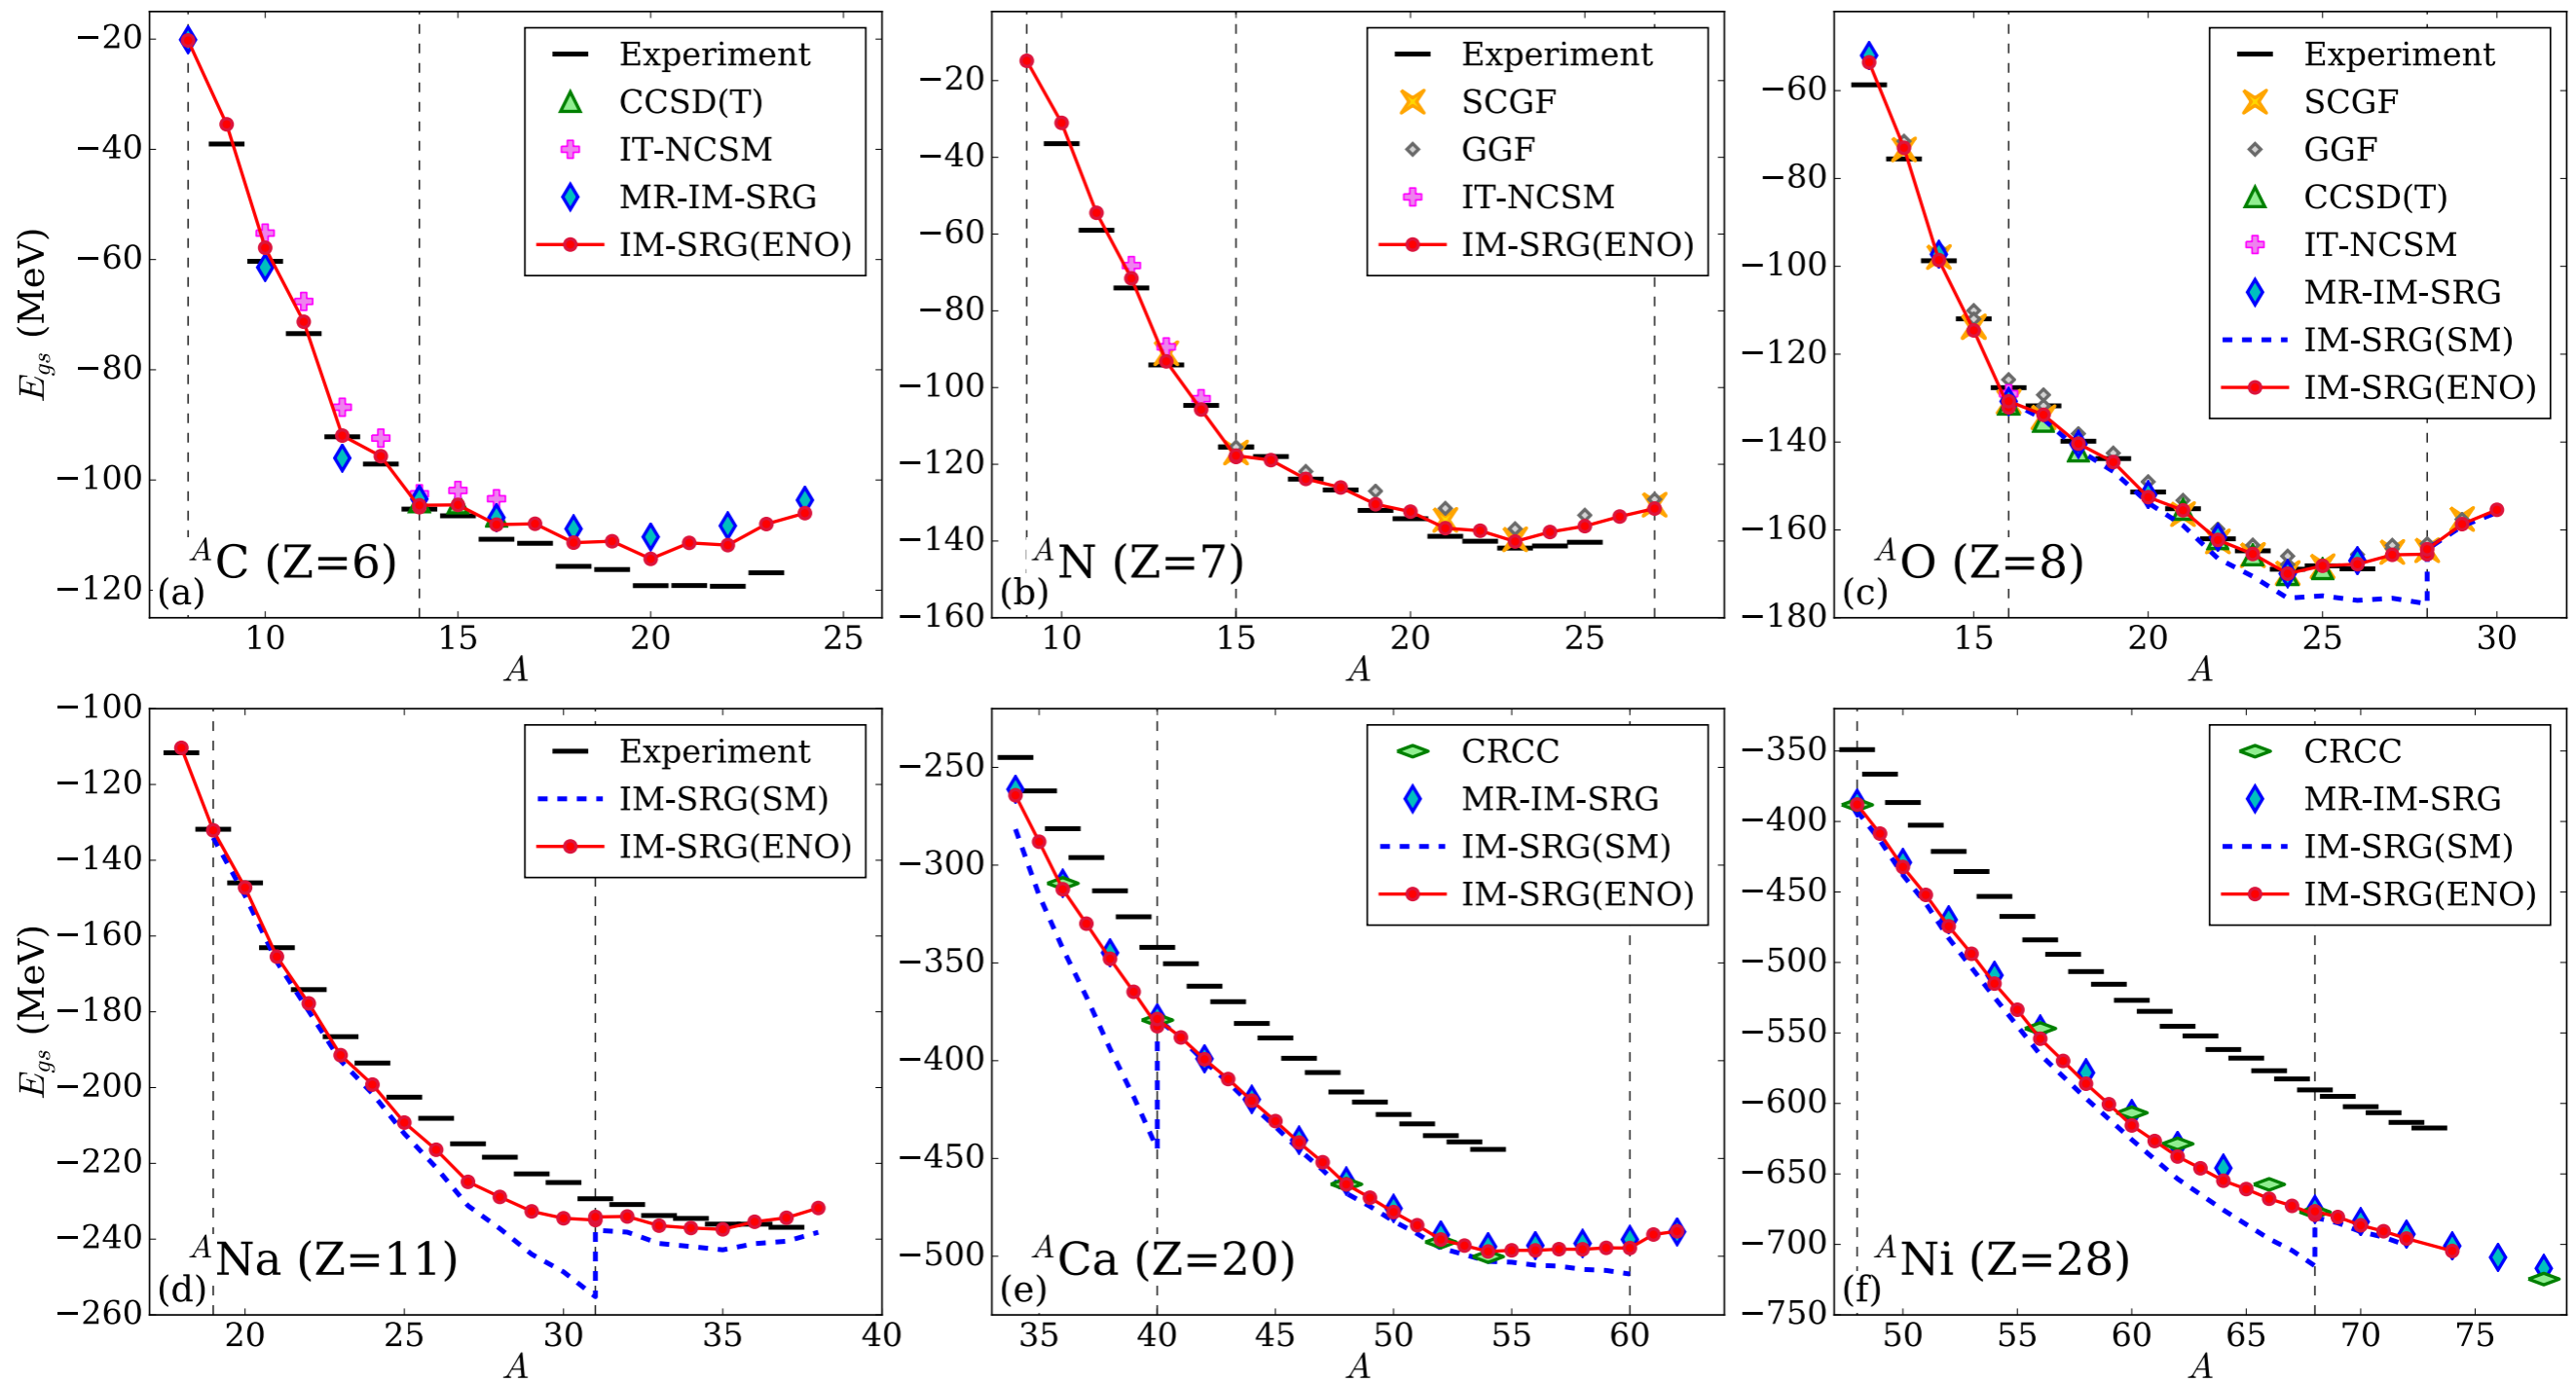 E_gs (MeV)
−20
−40
−60
−80
−100
−120
Experiment
CCSD(T)
IT-NCSM
MR-IM-SRG
IM-SRG(ENO)
^A C (Z=6)
(a)
10 15 20 25
A
−20
−40
−60
−80
−100
−120
−140
−160
Experiment
SCGF
GGF
IT-NCSM
IM-SRG(ENO)
^A N (Z=7)
(b)
10 15 20 25
A
−60
−80
−100
−120
−140
−160
−180
Experiment
SCGF
GGF
CCSD(T)
IT-NCSM
MR-IM-SRG
IM-SRG(SM)
IM-SRG(ENO)
^A O (Z=8)
(c)
15 20 25 30
A
E_gs (MeV)
−100
−120
−140
−160
−180
−200
−220
−240
−260
Experiment
IM-SRG(SM)
IM-SRG(ENO)
^A Na (Z=11)
(d)
20 25 30 35 40
A
−250
−300
−350
−400
−450
−500
CRCC
MR-IM-SRG
IM-SRG(SM)
IM-SRG(ENO)
^A Ca (Z=20)
(e)
35 40 45 50 55 60
A
−350
−400
−450
−500
−550
−600
−650
−700
−750
CRCC
MR-IM-SRG
IM-SRG(SM)
IM-SRG(ENO)
^A Ni (Z=28)
(f)
50 55 60 65 70 75
A